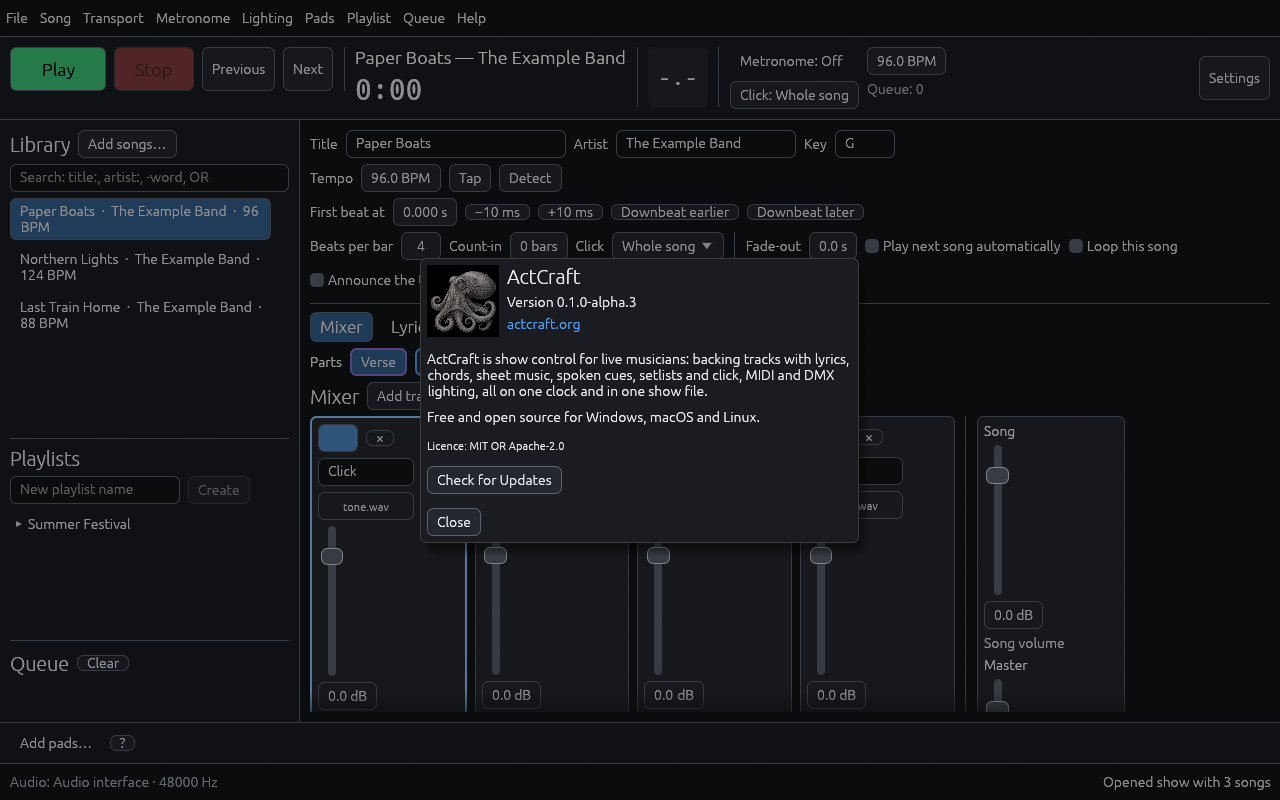 File Song Transport Metronome Lighting Pads Playlist Queue Help
Play Stop Previous Next
Paper Boats — The Example Band
0:00
-.-
Metronome: Off
96.0 BPM
Click: Whole song
Queue: 0
Settings
Library
Add songs…
Search: title:, artist:, -word, OR
Paper Boats · The Example Band · 96
BPM
Northern Lights · The Example Band ·
124 BPM
Last Train Home · The Example Band ·
88 BPM
Playlists
New playlist name
Create
▸ Summer Festival
Queue
Clear
Title Paper Boats Artist The Example Band Key G
Tempo 96.0 BPM Tap Detect
First beat at 0.000 s −10 ms +10 ms Downbeat earlier Downbeat later
Beats per bar 4 Count-in 0 bars Click Whole song Fade-out 0.0 s Play next song automatically Loop this song
Announce the
Mixer
Parts Verse
Mixer
×
Click
tone.wav
0.0 dB
0.0 dB
0.0 dB
×
0.0 dB
Song
0.0 dB
Song volume
Master
ActCraft
Version 0.1.0-alpha.3
actcraft.org
ActCraft is show control for live musicians: backing tracks with lyrics,
chords, sheet music, spoken cues, setlists and click, MIDI and DMX
lighting, all on one clock and in one show file.
Free and open source for Windows, macOS and Linux.
Licence: MIT OR Apache-2.0
Check for Updates
Close
Add pads… ?
Audio: Audio interface · 48000 Hz
Opened show with 3 songs